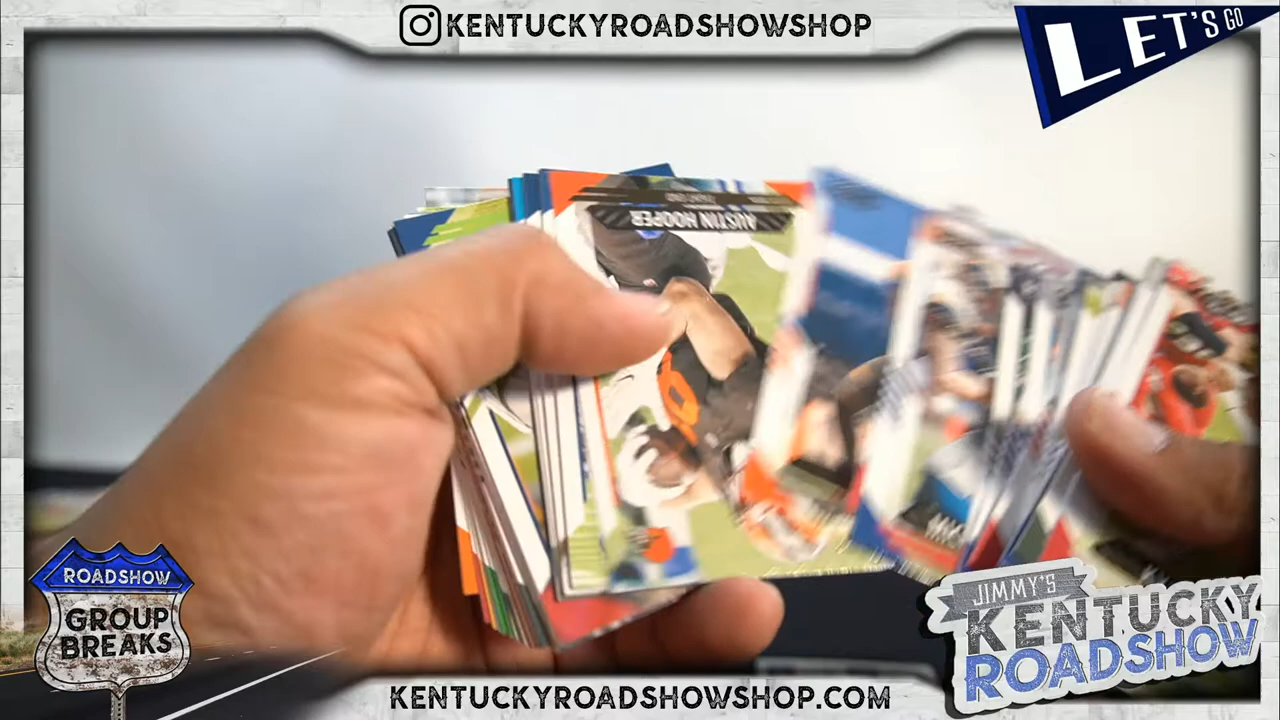 KENTUCKYROADSHOWSHOP
LET'S GO
AUSTIN HOOPER
ROADSHOW
GROUP
BREAKS
JIMMY'S
KENTUCKY
ROADSHOW
KENTUCKYROADSHOWSHOP.COM